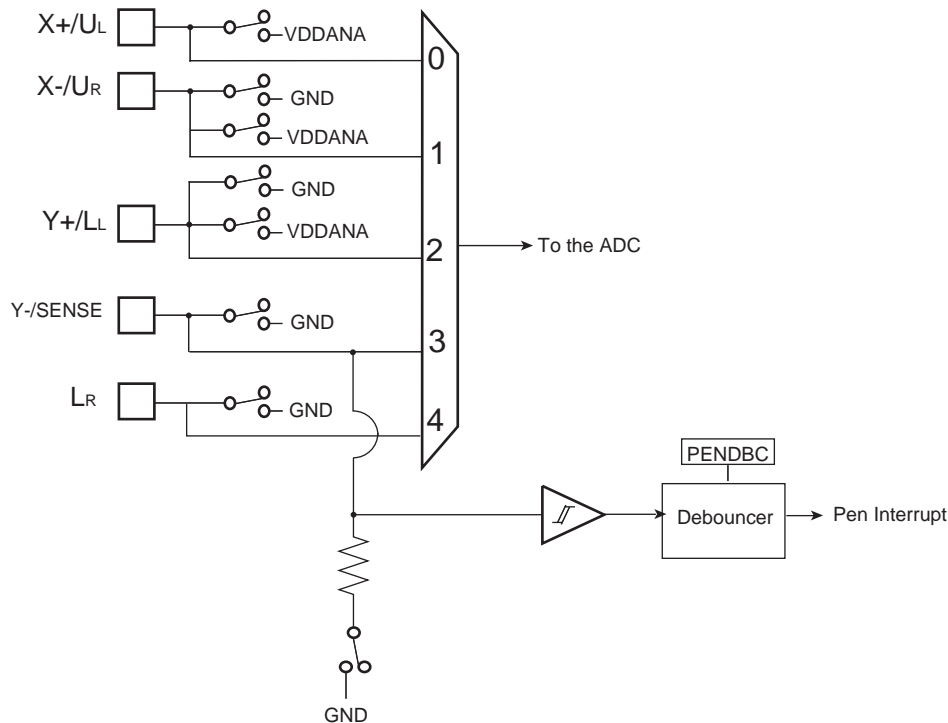 X+/UL
VDDANA
0
X-/UR
GND
VDDANA
1
GND
Y+/LL
VDDANA
2
To the ADC
Y-/SENSE
GND
3
LR
GND
4
PENDBC
Debouncer
Pen Interrupt
GND